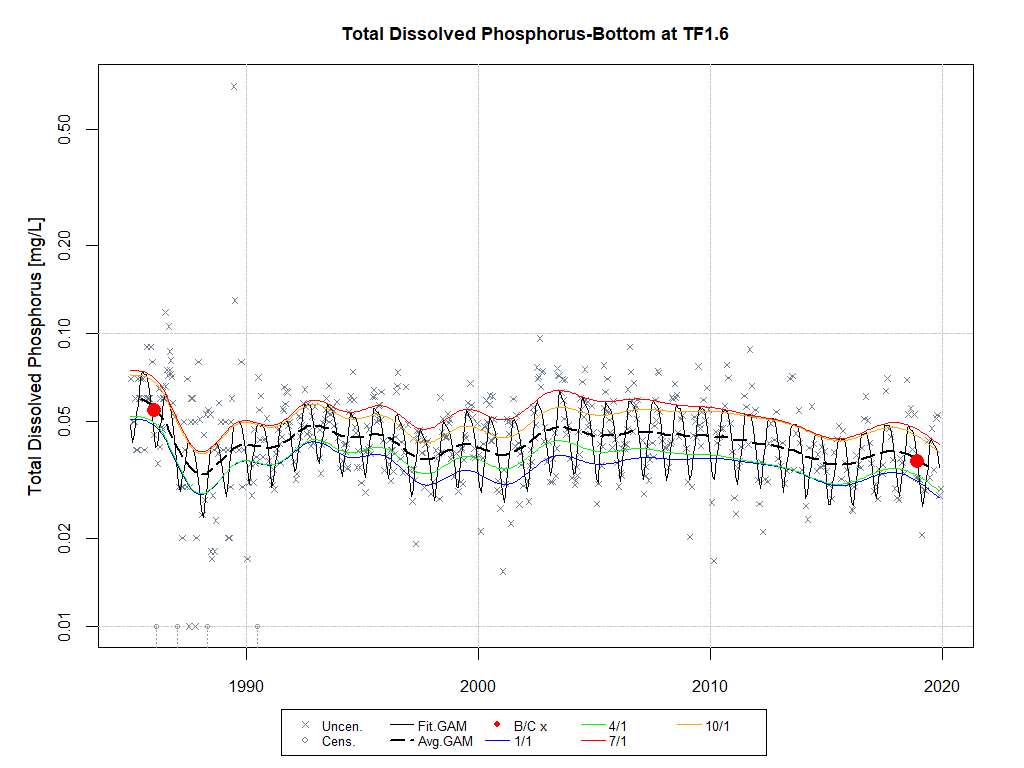 Total Dissolved Phosphorus-Bottom at TF1.6
Total Dissolved Phosphorus [mg/L]
0.50
0.20
0.10
0.05
0.02
0.01
1990 2000 2010 2020
Uncen. Fit.GAM B/C x 4/1 10/1
Cens. Avg.GAM 1/1 7/1